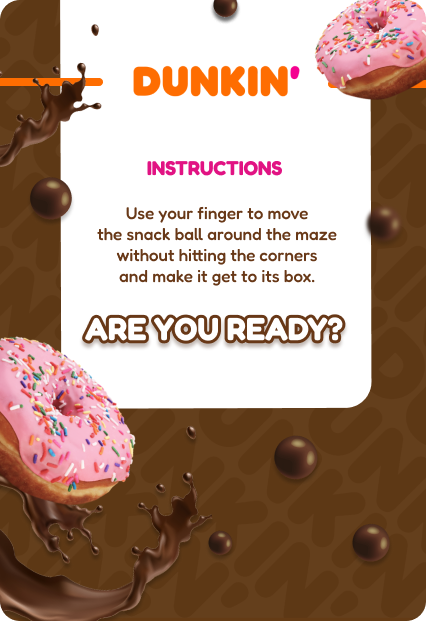 DUNKIN'
INSTRUCTIONS
Use your finger to move
the snack ball around the maze
without hitting the corners
and make it get to its box.
ARE YOU READY?